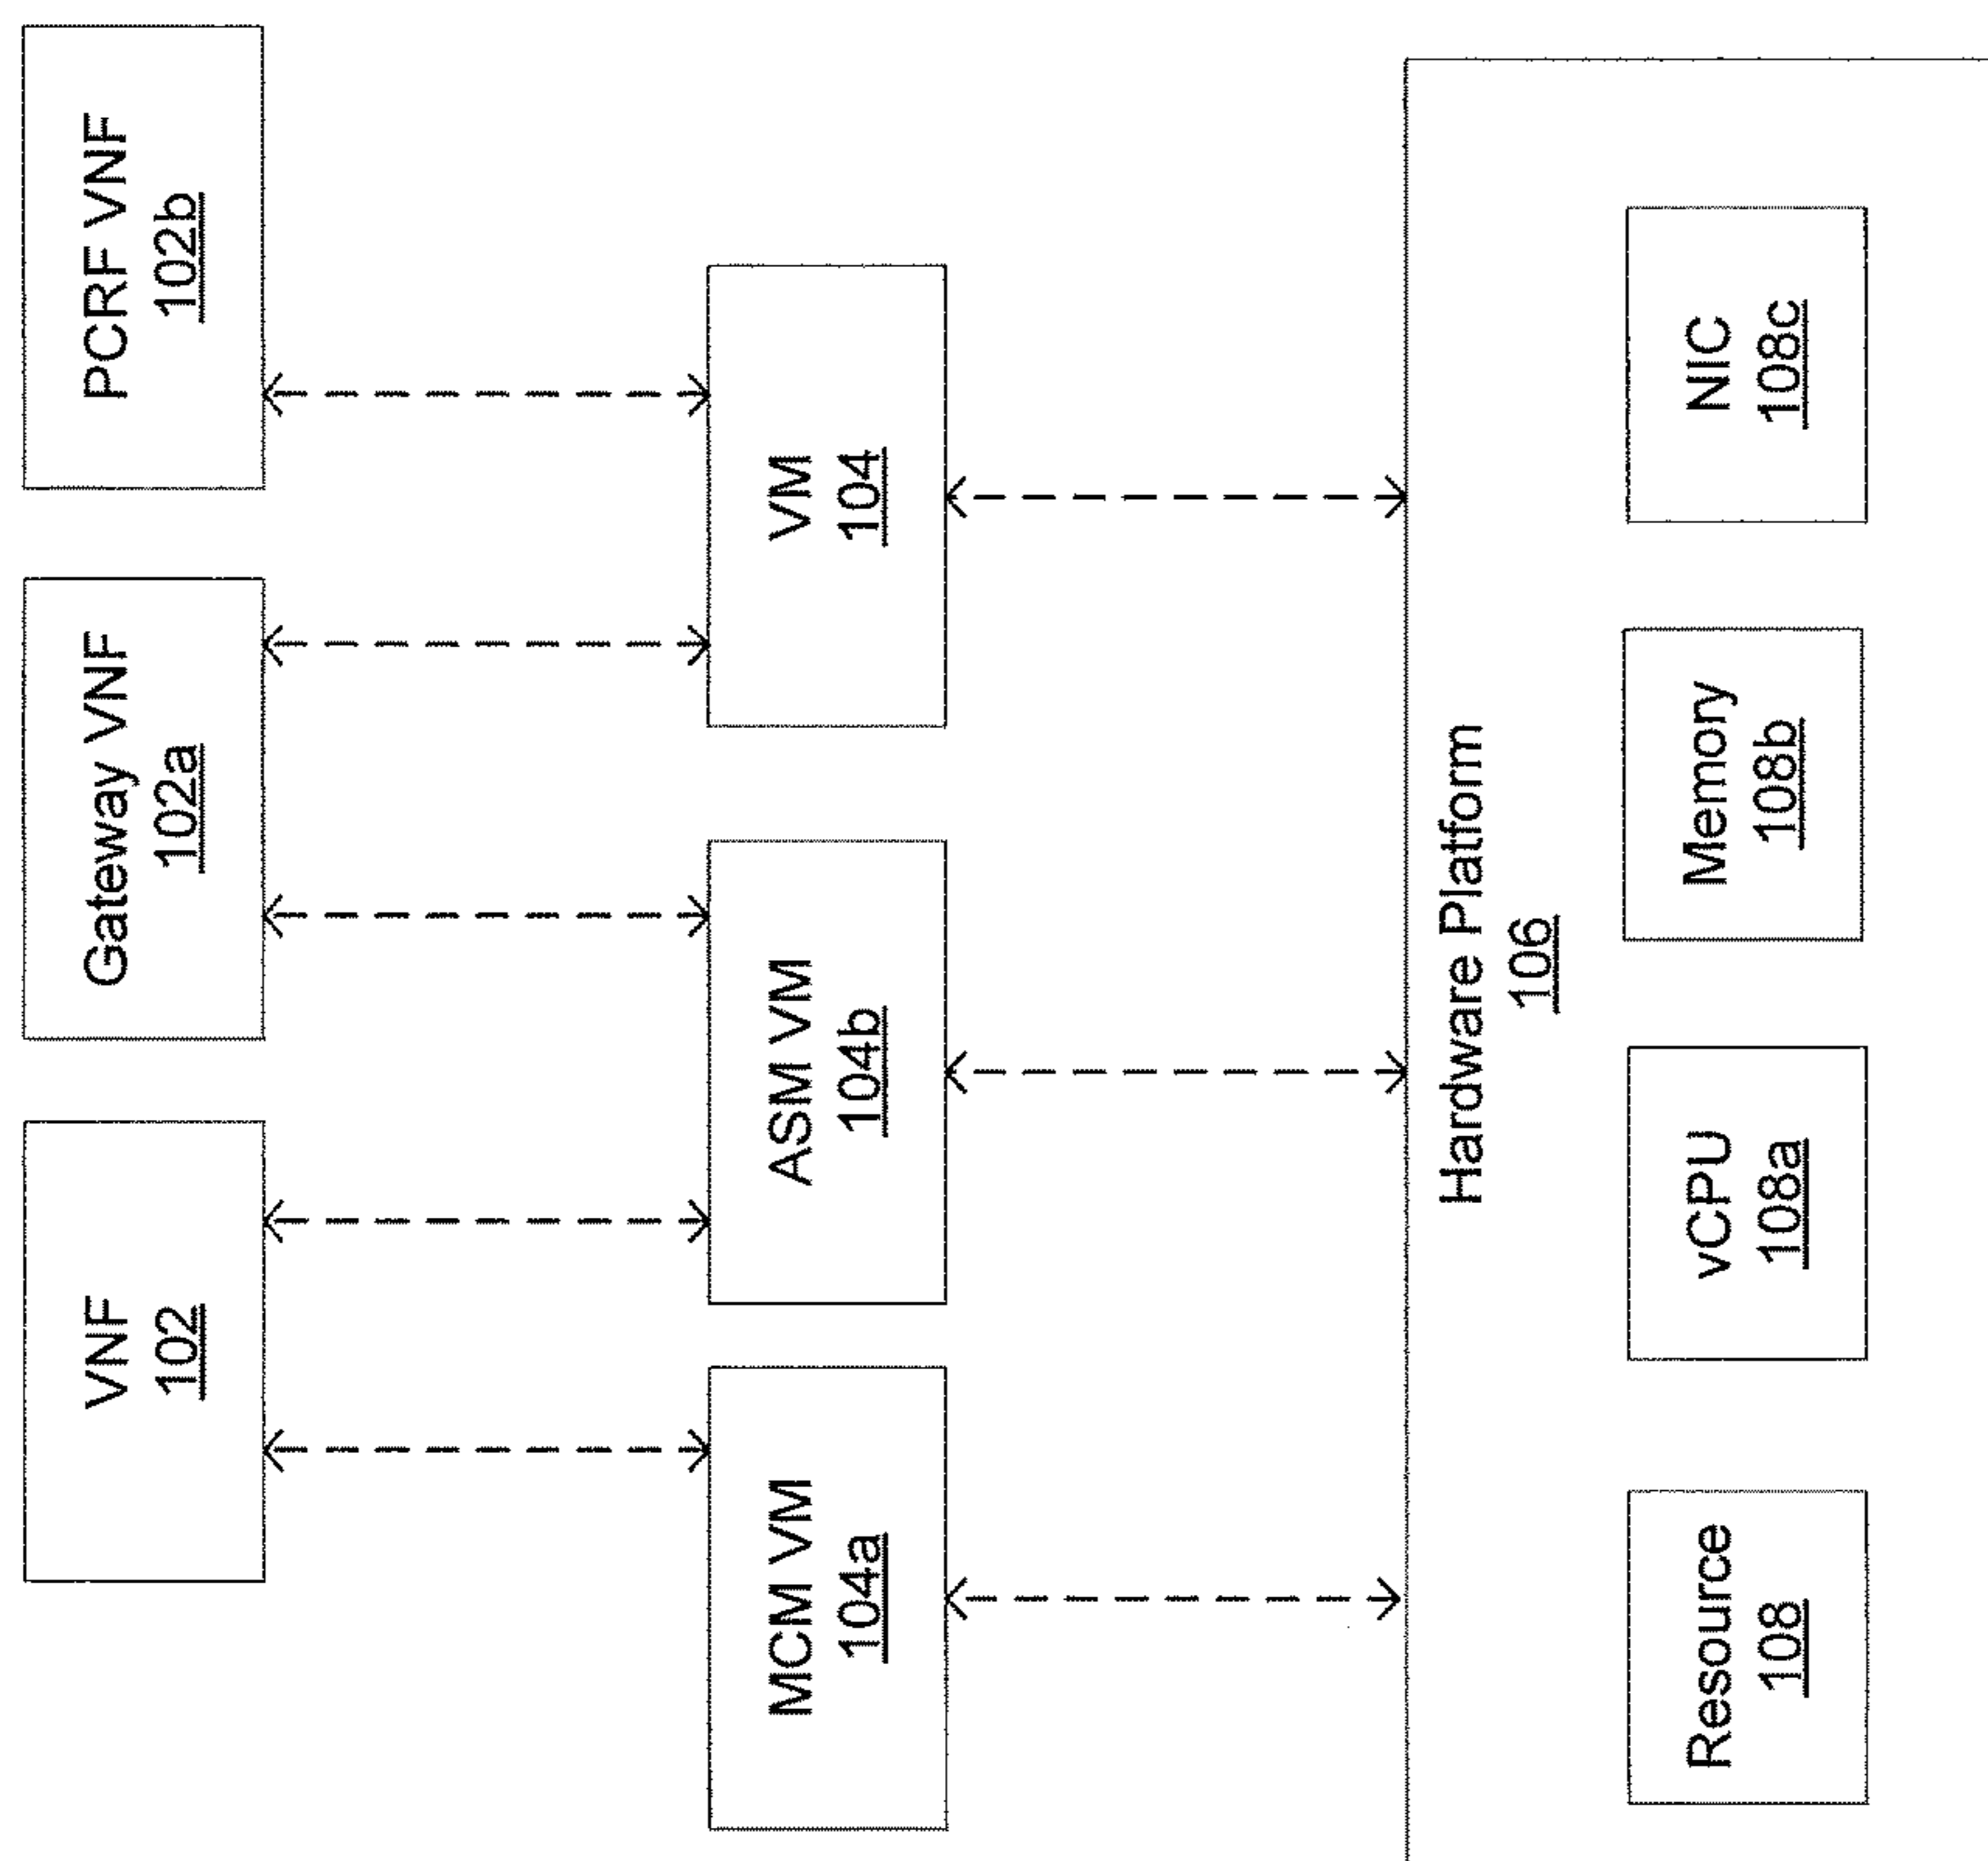 VNF
102
Gateway VNF
102a
PCRF VNF
102b
MCM VM
104a
ASM VM
104b
VM
104
Hardware Platform
106
Resource
108
vCPU
108a
Memory
108b
NIC
108c